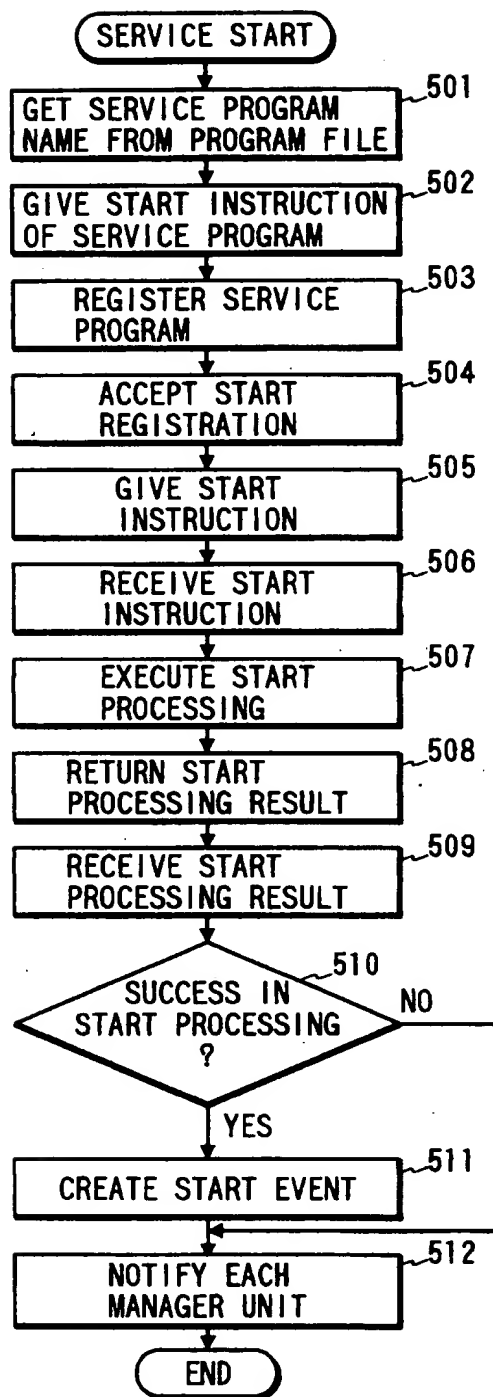 SERVICE START
501
GET SERVICE PROGRAM
NAME FROM PROGRAM FILE
502
GIVE START INSTRUCTION
OF SERVICE PROGRAM
503
REGISTER SERVICE
PROGRAM
504
ACCEPT START
REGISTRATION
505
GIVE START
INSTRUCTION
506
RECEIVE START
INSTRUCTION
507
EXECUTE START
PROCESSING
508
RETURN START
PROCESSING RESULT
509
RECEIVE START
PROCESSING RESULT
510
SUCCESS IN
START PROCESSING
?
NO
YES
511
CREATE START EVENT
512
NOTIFY EACH
MANAGER UNIT
END